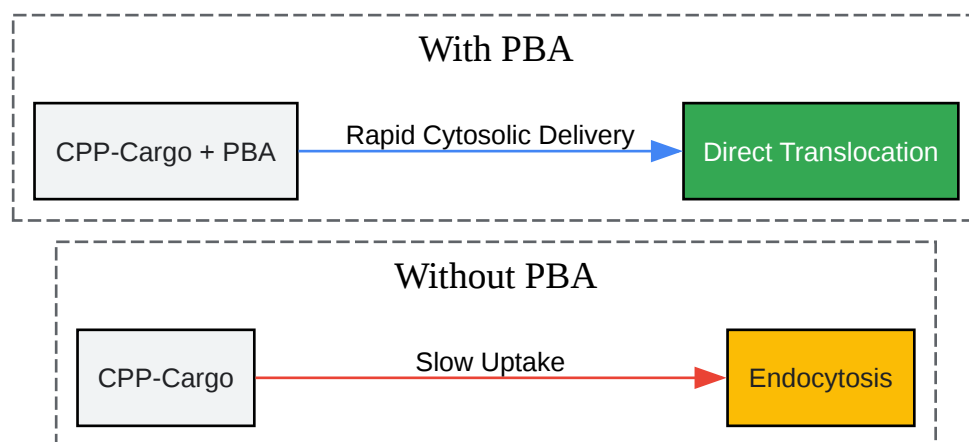 With PBA
CPP-Cargo + PBA
Rapid Cytosolic Delivery
Direct Translocation
Without PBA
CPP-Cargo
Slow Uptake
Endocytosis